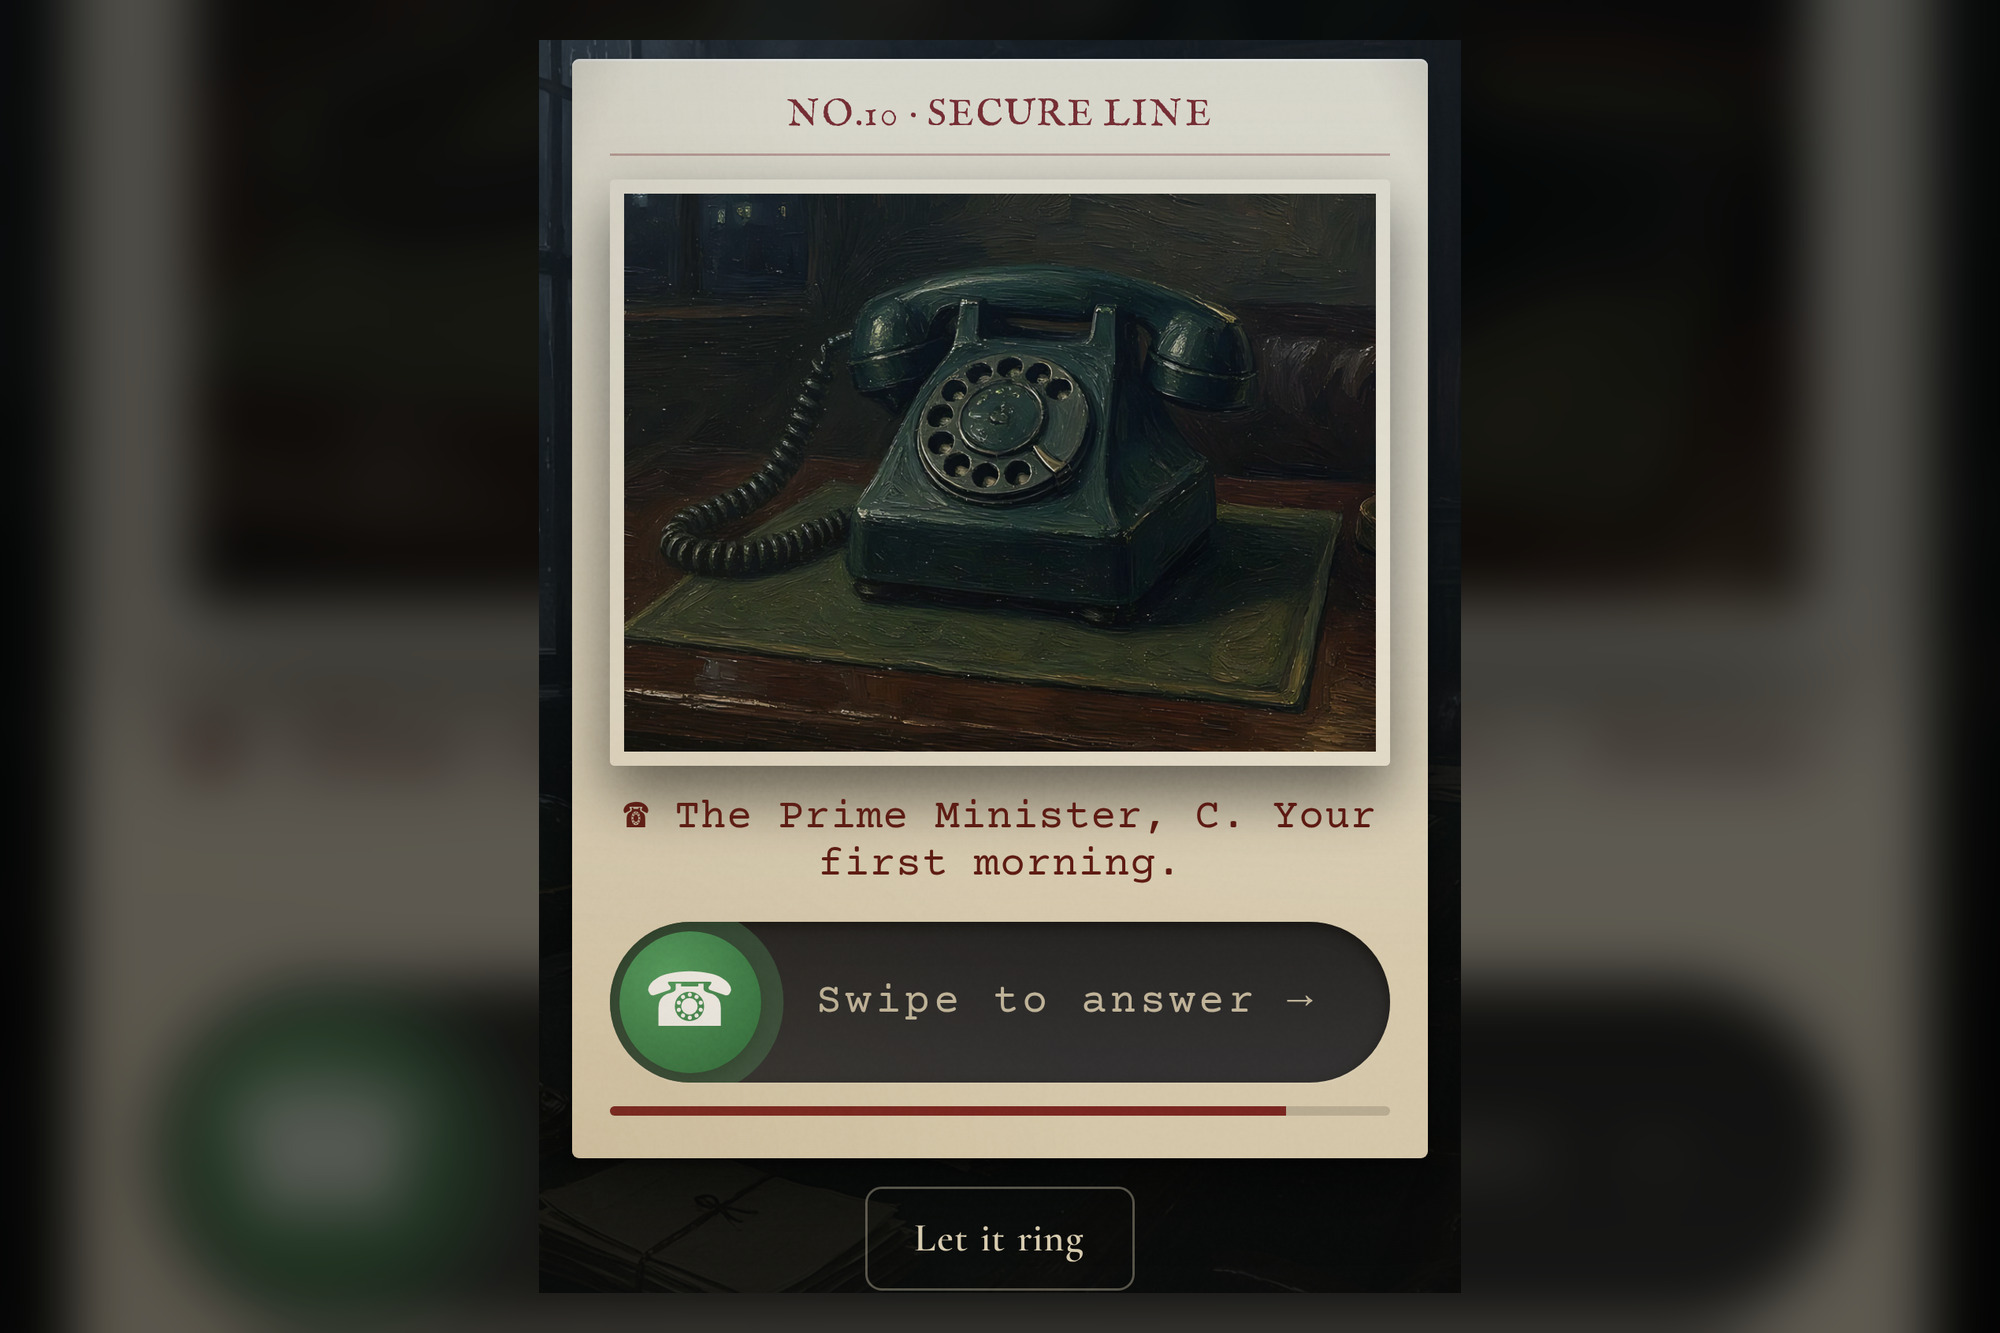 NO.10 · SECURE LINE
☎ The Prime Minister, C. Your
first morning.
Swipe to answer →
Let it ring